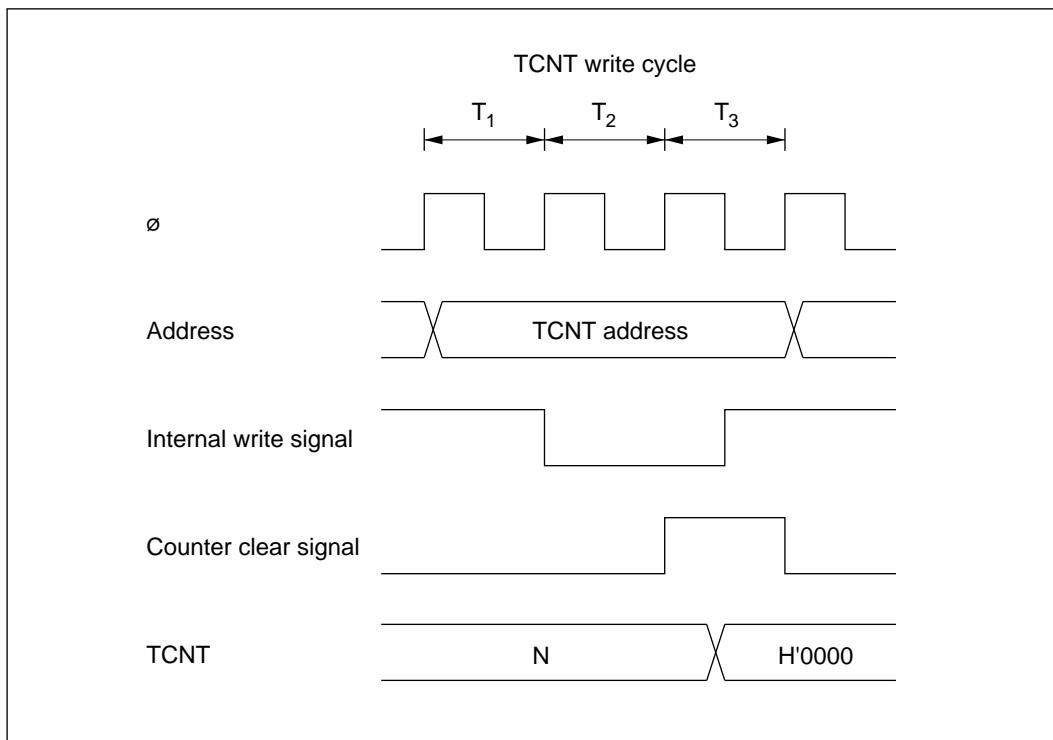 TCNT write cycle
T1 T2 T3
ø
Address TCNT address
Internal write signal
Counter clear signal
TCNT N H'0000